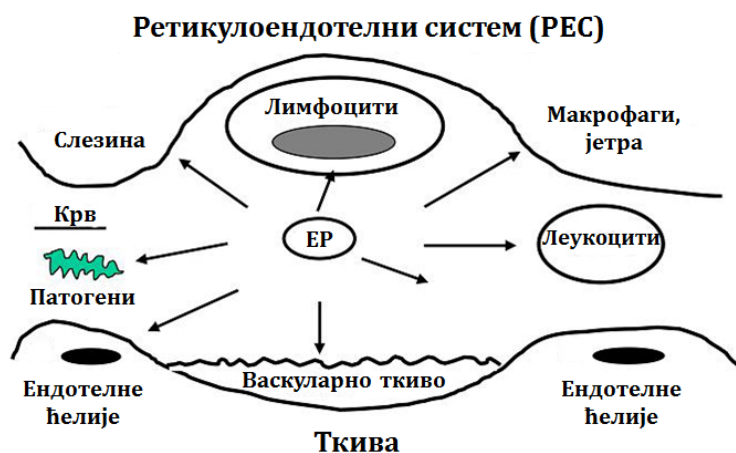 Ретикулоендотелни систем (РЕС)
Лимфоцити
Слезина
Макрофаги,
јетра
Крв
ЕР
Леукоцити
Патогени
Ендотелне
ћелије
Васкуларно ткиво
Ендотелне
ћелије
Ткива